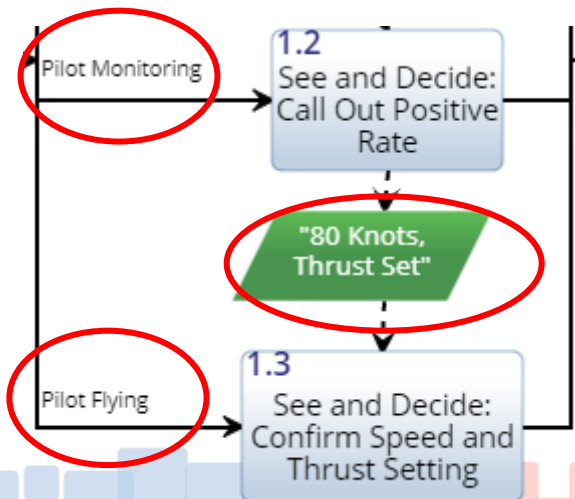 Pilot Monitoring
1.2
See and Decide:
Call Out Positive
Rate
"80 Knots,
Thrust Set"
Pilot Flying
1.3
See and Decide:
Confirm Speed and
Thrust Setting